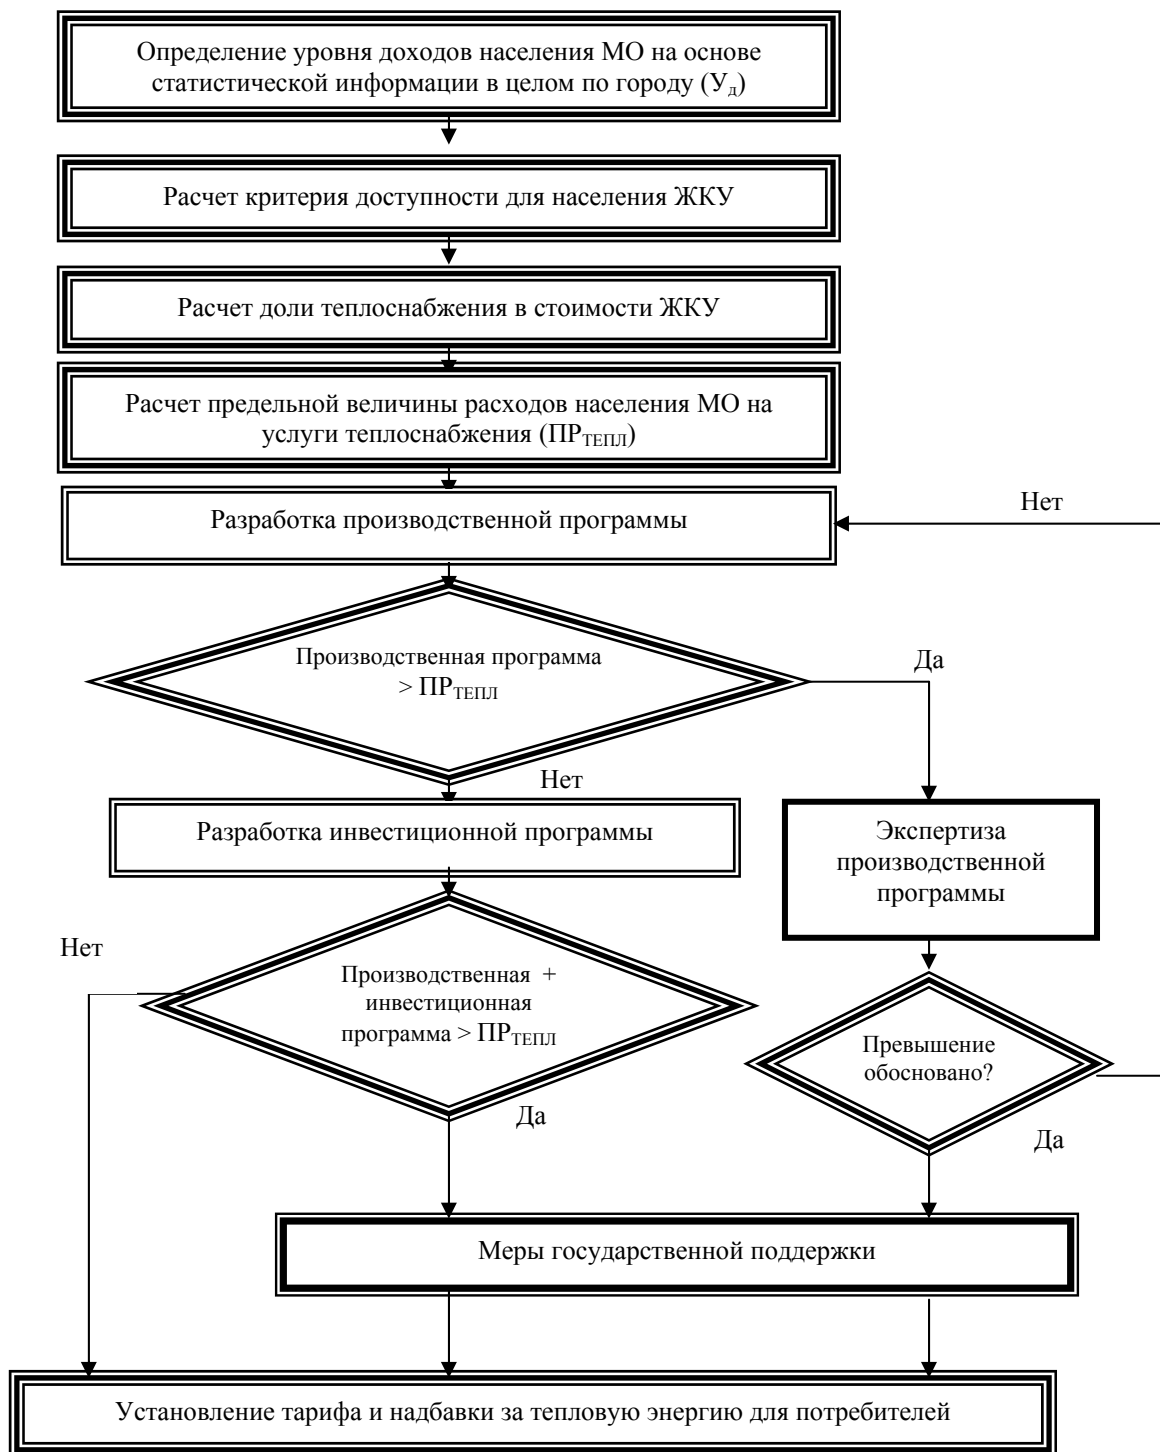 Определение уровня доходов населения МО на основе
статистической информации в целом по городу (Уд)
Расчет критерия доступности для населения ЖКУ
Расчет доли теплоснабжения в стоимости ЖКУ
Расчет предельной величины расходов населения МО на
услуги теплоснабжения (ПРТЕПЛ)
Нет
Разработка производственной программы
Производственная программа
> ПРТЕПЛ
Да
Нет
Разработка инвестиционной программы
Экспертиза
производственной
программы
Нет
Производственная +
инвестиционная
программа > ПРТЕПЛ
Превышение
обосновано?
Да
Да
Меры государственной поддержки
Установление тарифа и надбавки за тепловую энергию для потребителей